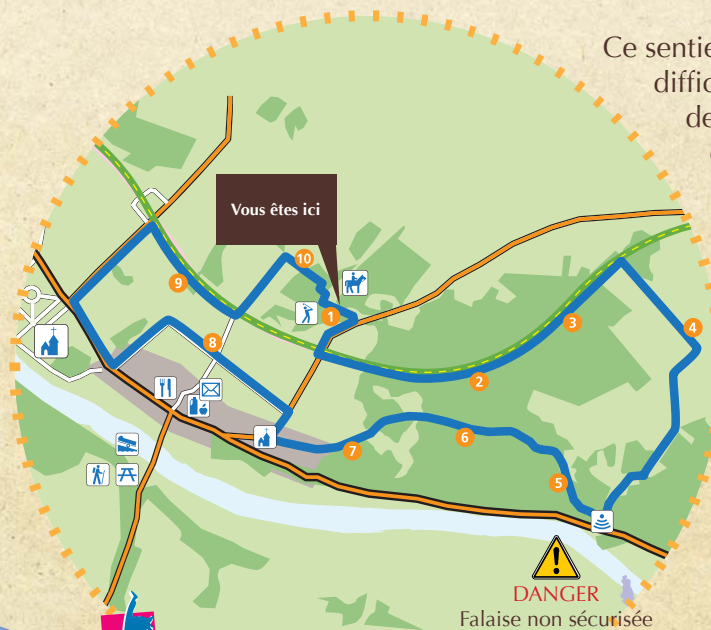 Ce sentie
diffic
de
Vous êtes ici
10
9
1
3
4
8
2
7
6
5
DANGER
Falaise non sécurisée